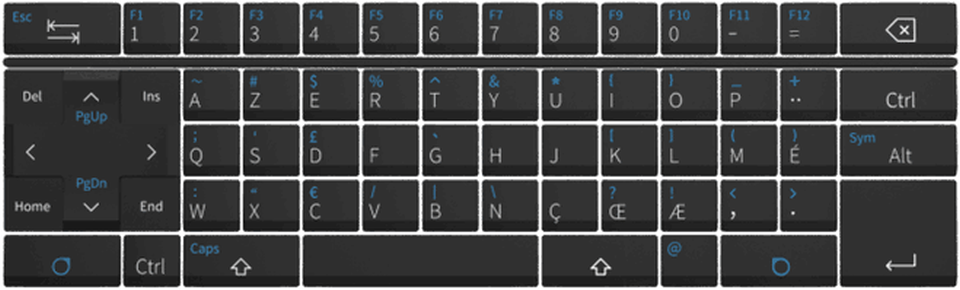 Esc F1 F2 F3 F4 F5 F6 F7 F8 F9 F10 F11 F12
1 2 3 4 5 6 7 8 9 0 - =
~ # $ % ^ & * { } _ +
Del Ins A Z E R T Y U I O P ¨ Ctrl
PgUp
; ' £ ` [ ] ( ) Sym
Q S D F G H J K L M É Alt
PgDn : " € / | \ ? ! < >
Home End W X C V B N Ç Œ Æ , .
Caps @
Ctrl